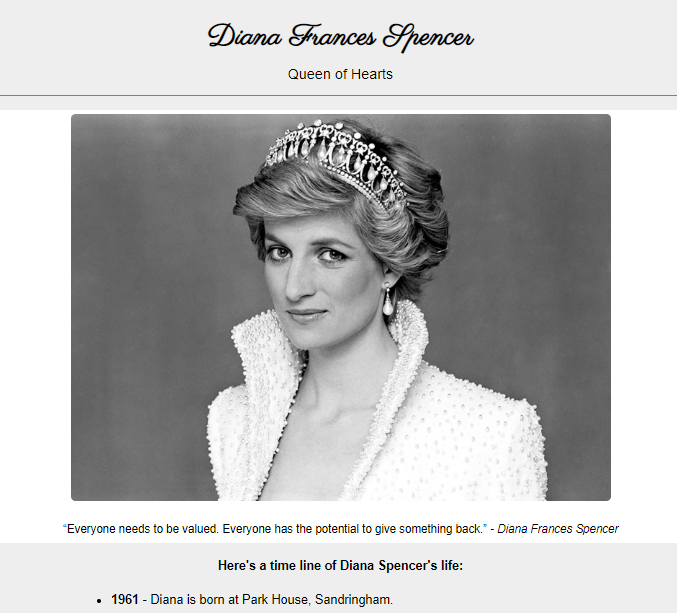 Diana Frances Spencer
Queen of Hearts
“Everyone needs to be valued. Everyone has the potential to give something back.” - Diana Frances Spencer
Here's a time line of Diana Spencer's life:
• 1961 - Diana is born at Park House, Sandringham.